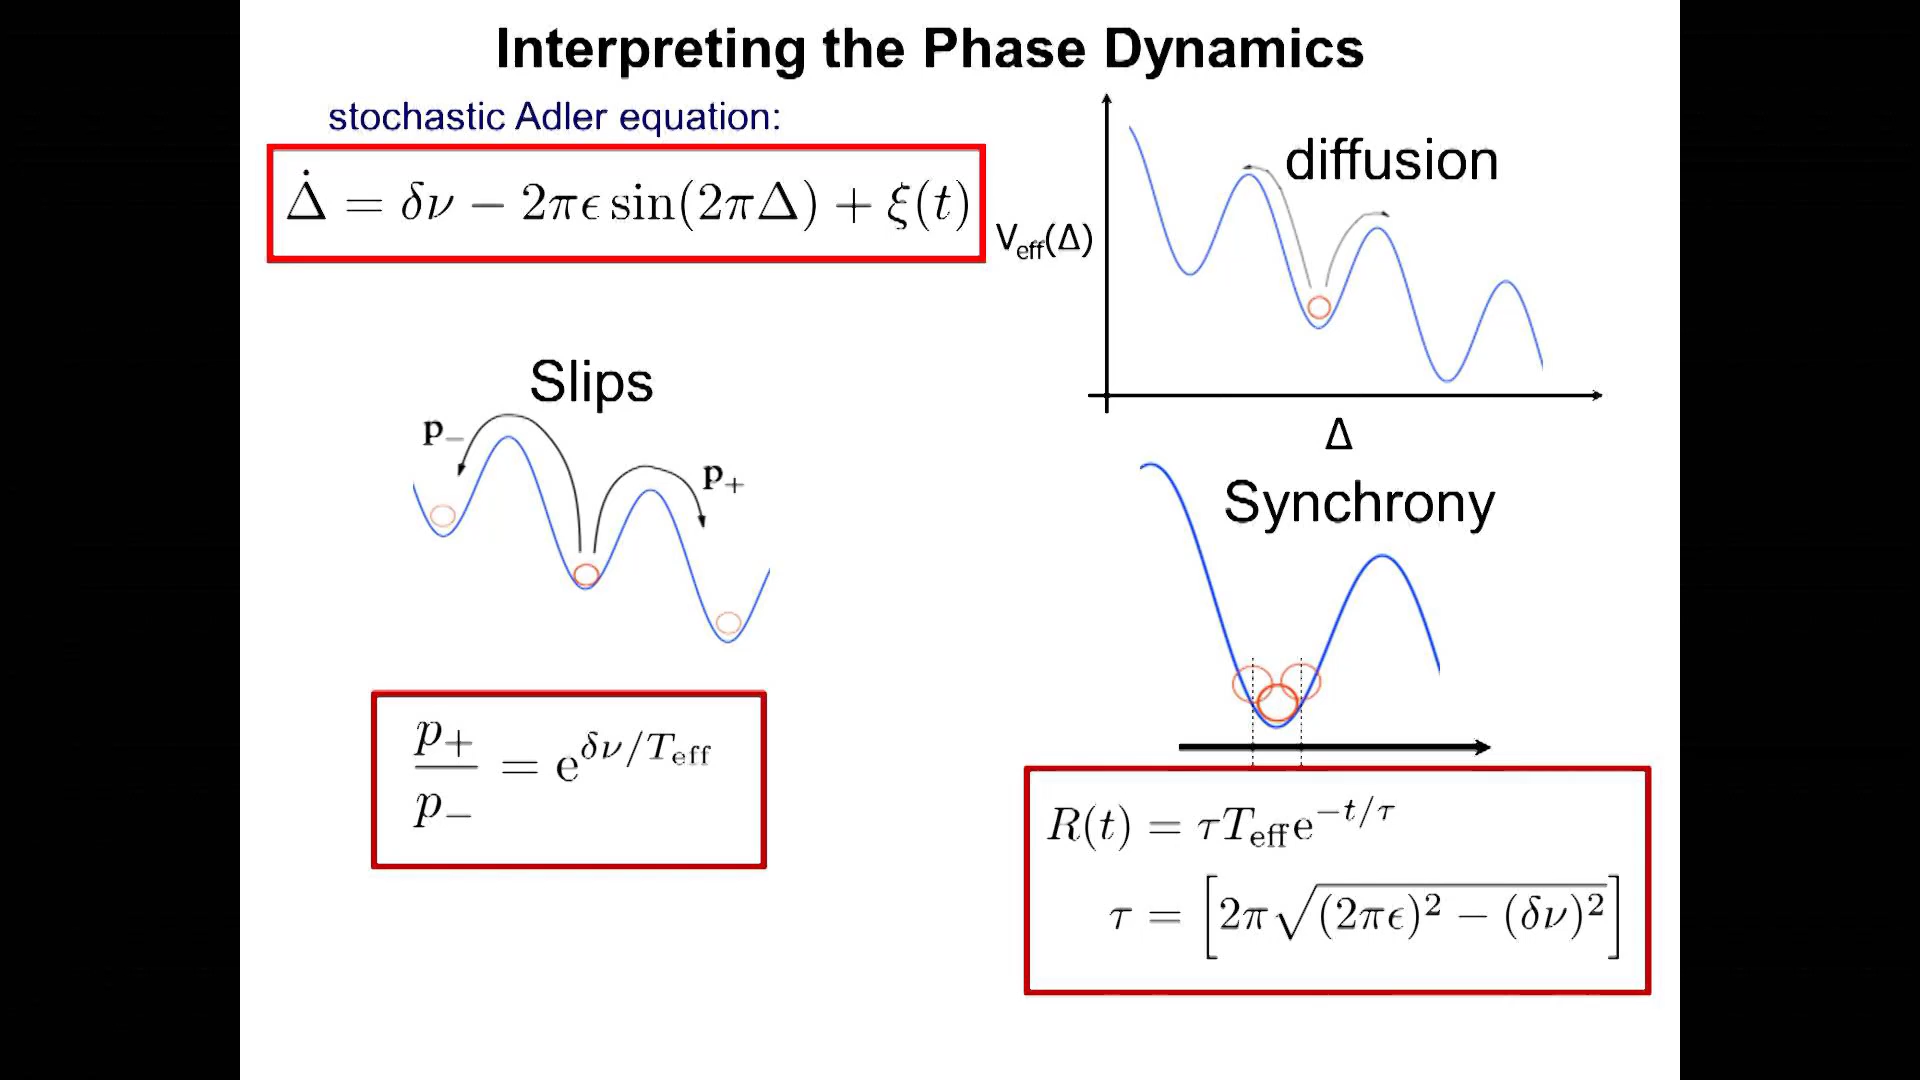 Interpreting the Phase Dynamics
stochastic Adler equation:
Δ̇ = δν − 2πϵ sin(2πΔ) + ξ(t)
diffusion
V_eff(Δ)
Δ
Slips
p₋
p₊
p₊/p₋ = e^{δν/T_eff}
Synchrony
R(t) = τT_eff e^{−t/τ}
τ = [2π√((2πϵ)² − (δν)²)]